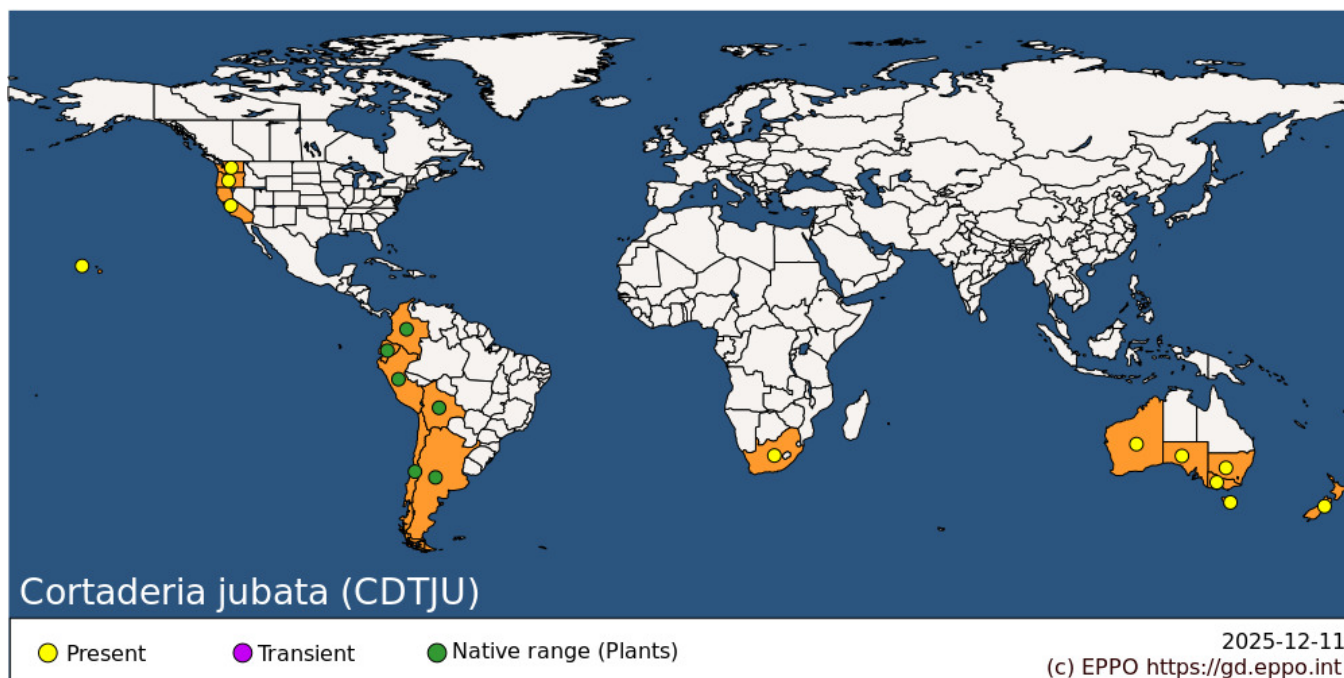 Cortaderia jubata (CDTJU)
Present
Transient
Native range (Plants)
2025-12-11
(c) EPPO https://gd.eppo.int